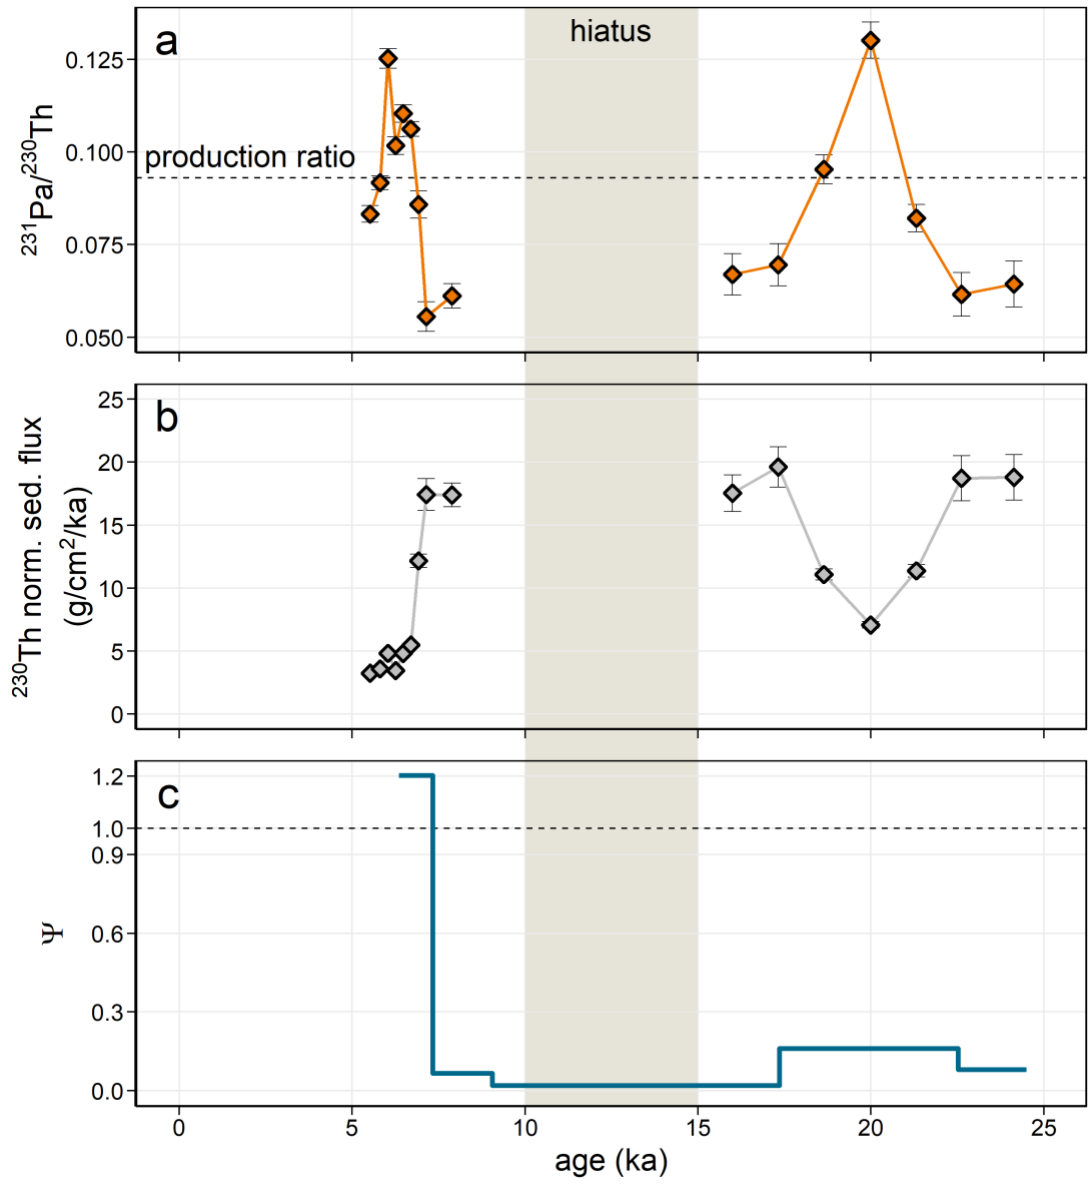 a
hiatus
production ratio
²³¹Pa/²³⁰Th
0.125
0.100
0.075
0.050
b
²³⁰Th norm. sed. flux
(g/cm²/ka)
25
20
15
10
5
0
c
Ψ
1.2
1.0
0.9
0.6
0.3
0.0
0 5 10 15 20 25
age (ka)